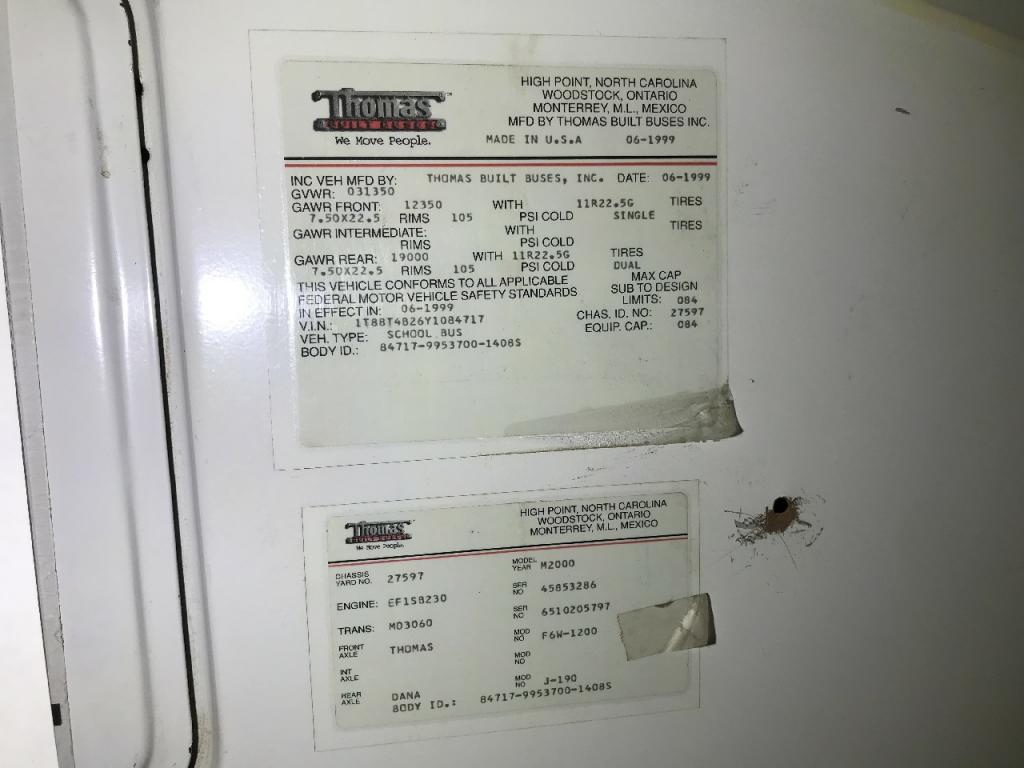 Thomas
BUILT BUSES
We Move People.
HIGH POINT, NORTH CAROLINA
WOODSTOCK, ONTARIO
MONTERREY, M.L., MEXICO
MFD BY THOMAS BUILT BUSES INC.
MADE IN U.S.A 06-1999
INC VEH MFD BY: THOMAS BUILT BUSES, INC. DATE: 06-1999
GVWR: 031350
GAWR FRONT: 12350 WITH 11R22.5G TIRES
7.50X22.5 RIMS 105 PSI COLD SINGLE
GAWR INTERMEDIATE: WITH TIRES
RIMS PSI COLD
GAWR REAR: 19000 WITH 11R22.5G TIRES
7.50X22.5 RIMS 105 PSI COLD DUAL
THIS VEHICLE CONFORMS TO ALL APPLICABLE
FEDERAL MOTOR VEHICLE SAFETY STANDARDS
IN EFFECT IN: 06-1999
V.I.N.: 1T88T4B26Y1084717
VEH. TYPE: SCHOOL BUS
BODY ID.: 84717-9953700-1408S
MAX CAP
SUB TO DESIGN
LIMITS: 084
CHAS. ID. NO: 27597
EQUIP. CAP.: 084
Thomas
BUILT BUSES
We Move People.
HIGH POINT, NORTH CAROLINA
WOODSTOCK, ONTARIO
MONTERREY, M.L., MEXICO
CHASSIS
YARD NO. 27597
MODEL
YEAR M2000
ENGINE: EF1S8230
SER
NO 45853286
TRANS: MD3060
SER
NO 6510205797
FRONT
AXLE THOMAS
MOD
NO F6W-1200
INT
AXLE
MOD
NO
REAR
AXLE DANA
MOD
NO J-190
BODY ID.: 84717-9953700-1408S